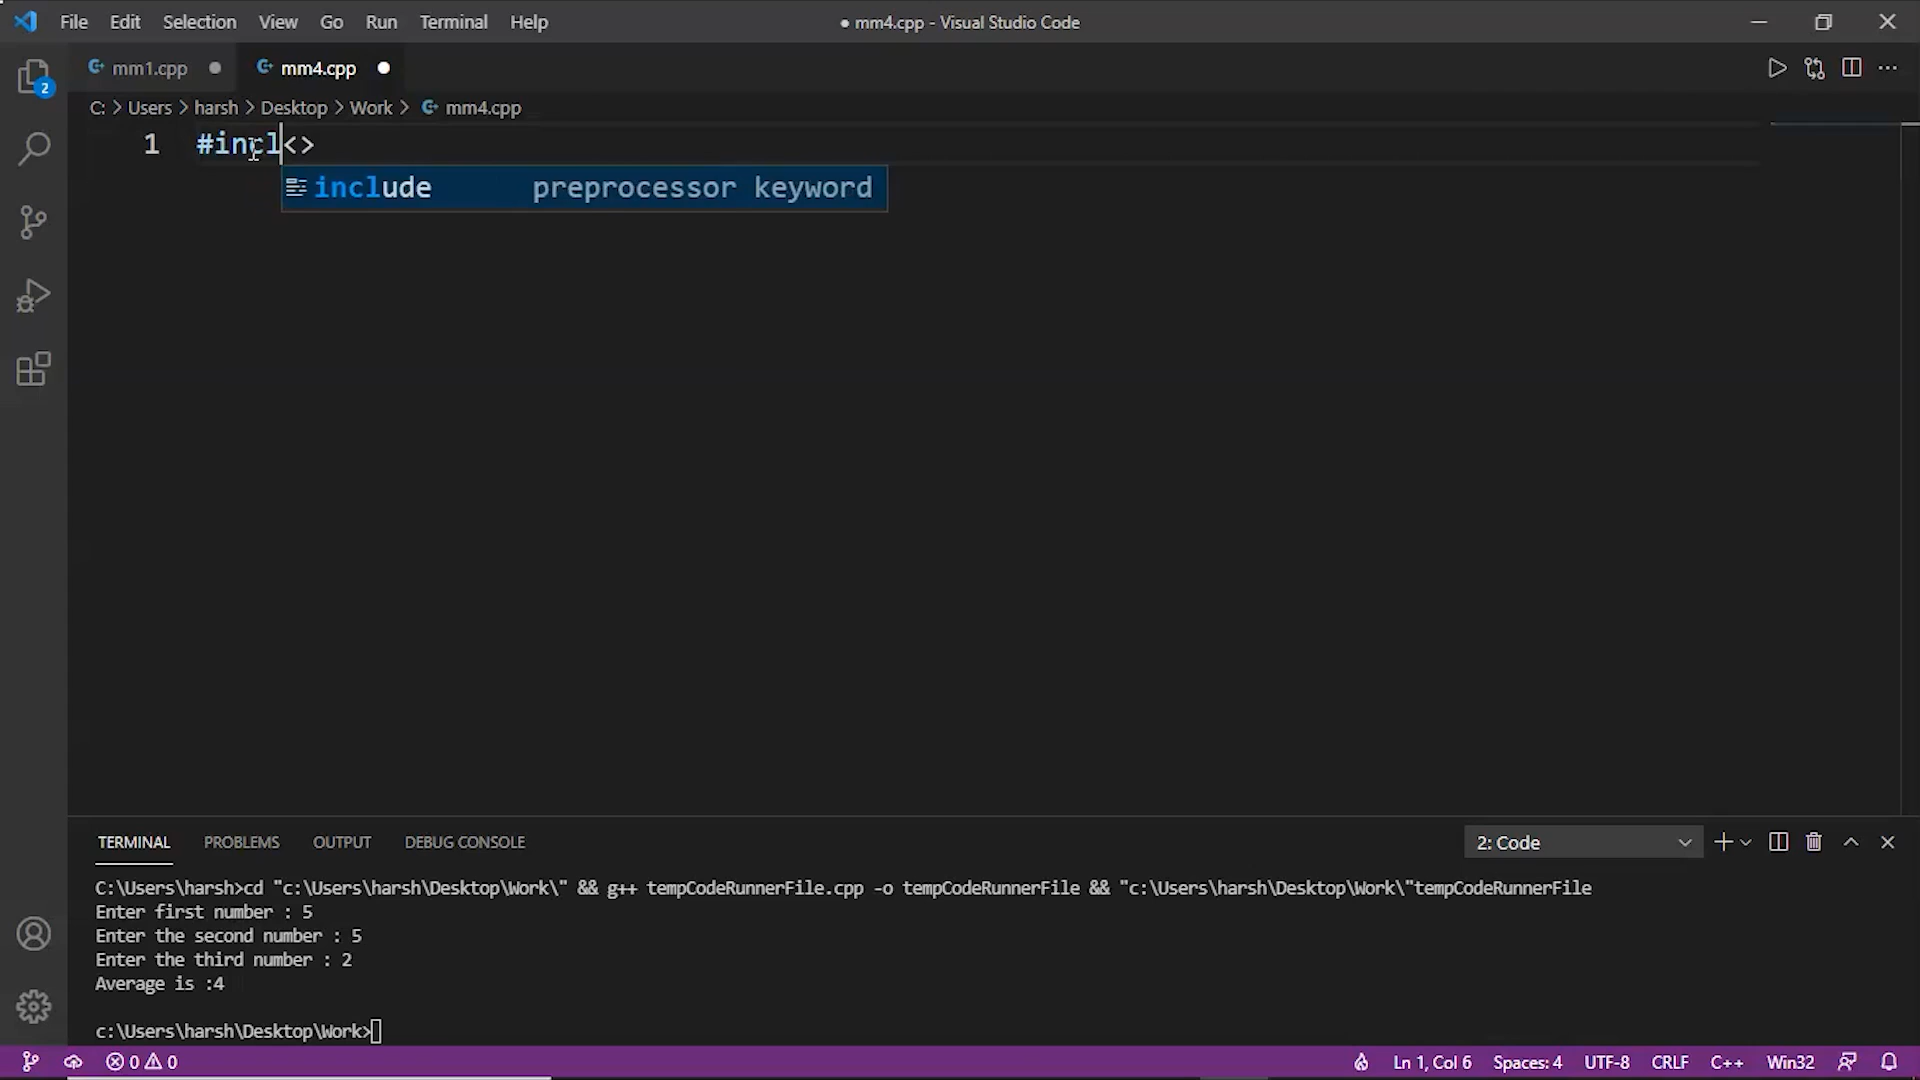 File Edit Selection View Go Run Terminal Help
● mm4.cpp - Visual Studio Code
mm1.cpp ● mm4.cpp ●
C: > Users > harsh > Desktop > Work > mm4.cpp
1 #incl<>
include preprocessor keyword
2
TERMINAL PROBLEMS OUTPUT DEBUG CONSOLE
2: Code
C:\Users\harsh>cd "c:\Users\harsh\Desktop\Work\" && g++ tempCodeRunnerFile.cpp -o tempCodeRunnerFile && "c:\Users\harsh\Desktop\Work\"tempCodeRunnerFile
Enter first number : 5
Enter the second number : 5
Enter the third number : 2
Average is :4
c:\Users\harsh\Desktop\Work>
0 0
Ln 1, Col 6 Spaces: 4 UTF-8 CRLF C++ Win32